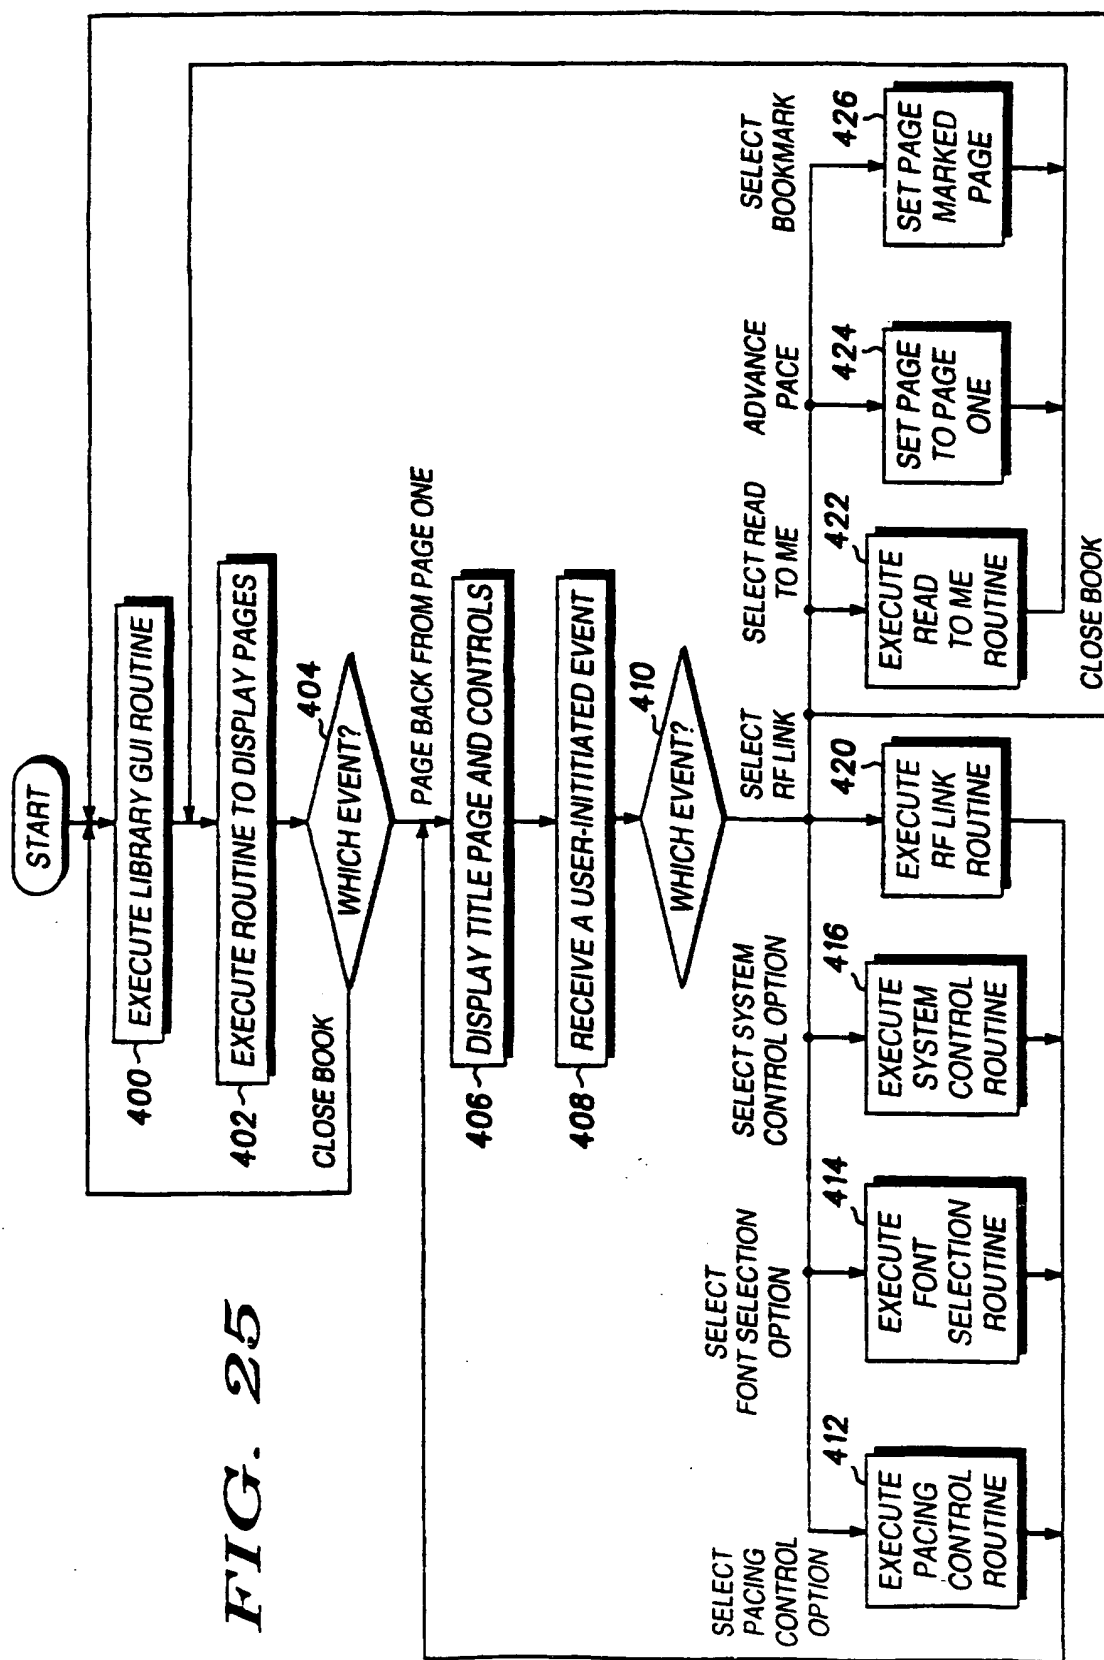 START
EXECUTE LIBRARY GUI ROUTINE
400
EXECUTE ROUTINE TO DISPLAY PAGES
402
WHICH EVENT?
404
CLOSE BOOK
PAGE BACK FROM PAGE ONE
DISPLAY TITLE PAGE AND CONTROLS
406
RECEIVE A USER-INITITIATED EVENT
408
WHICH EVENT?
410
SELECT
PACING
CONTROL
OPTION
412
EXECUTE
PACING
CONTROL
ROUTINE
SELECT
FONT SELECTION
OPTION
414
EXECUTE
FONT
SELECTION
ROUTINE
SELECT SYSTEM
CONTROL OPTION
416
EXECUTE
SYSTEM
CONTROL
ROUTINE
SELECT
RF LINK
420
EXECUTE
RF LINK
ROUTINE
SELECT READ
TO ME
422
EXECUTE
READ
TO ME
ROUTINE
ADVANCE
PACE
424
SET PAGE
TO PAGE
ONE
SELECT
BOOKMARK
426
SET PAGE
MARKED
PAGE
CLOSE BOOK
FIG. 25